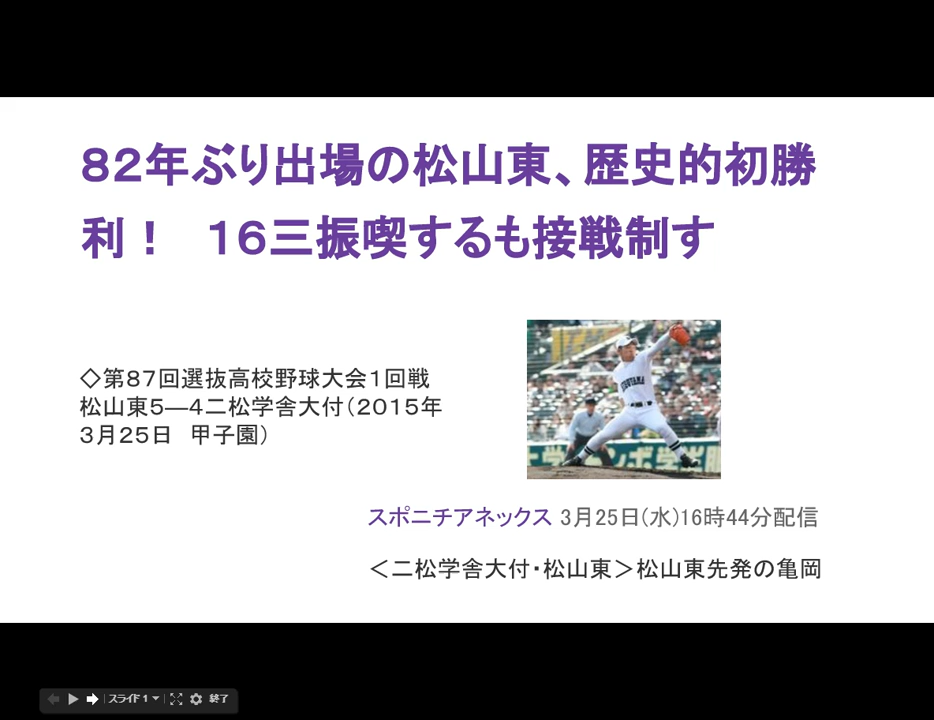 ８２年ぶり出場の松山東、歴史的初勝
利！　１６三振喫するも接戦制す
◇第８７回選抜高校野球大会１回戦
松山東５―４二松学舎大付（２０１５年
３月２５日　甲子園）
スポニチアネックス 3月25日(水)16時44分配信
＜二松学舎大付・松山東＞松山東先発の亀岡
スライド 1
終了